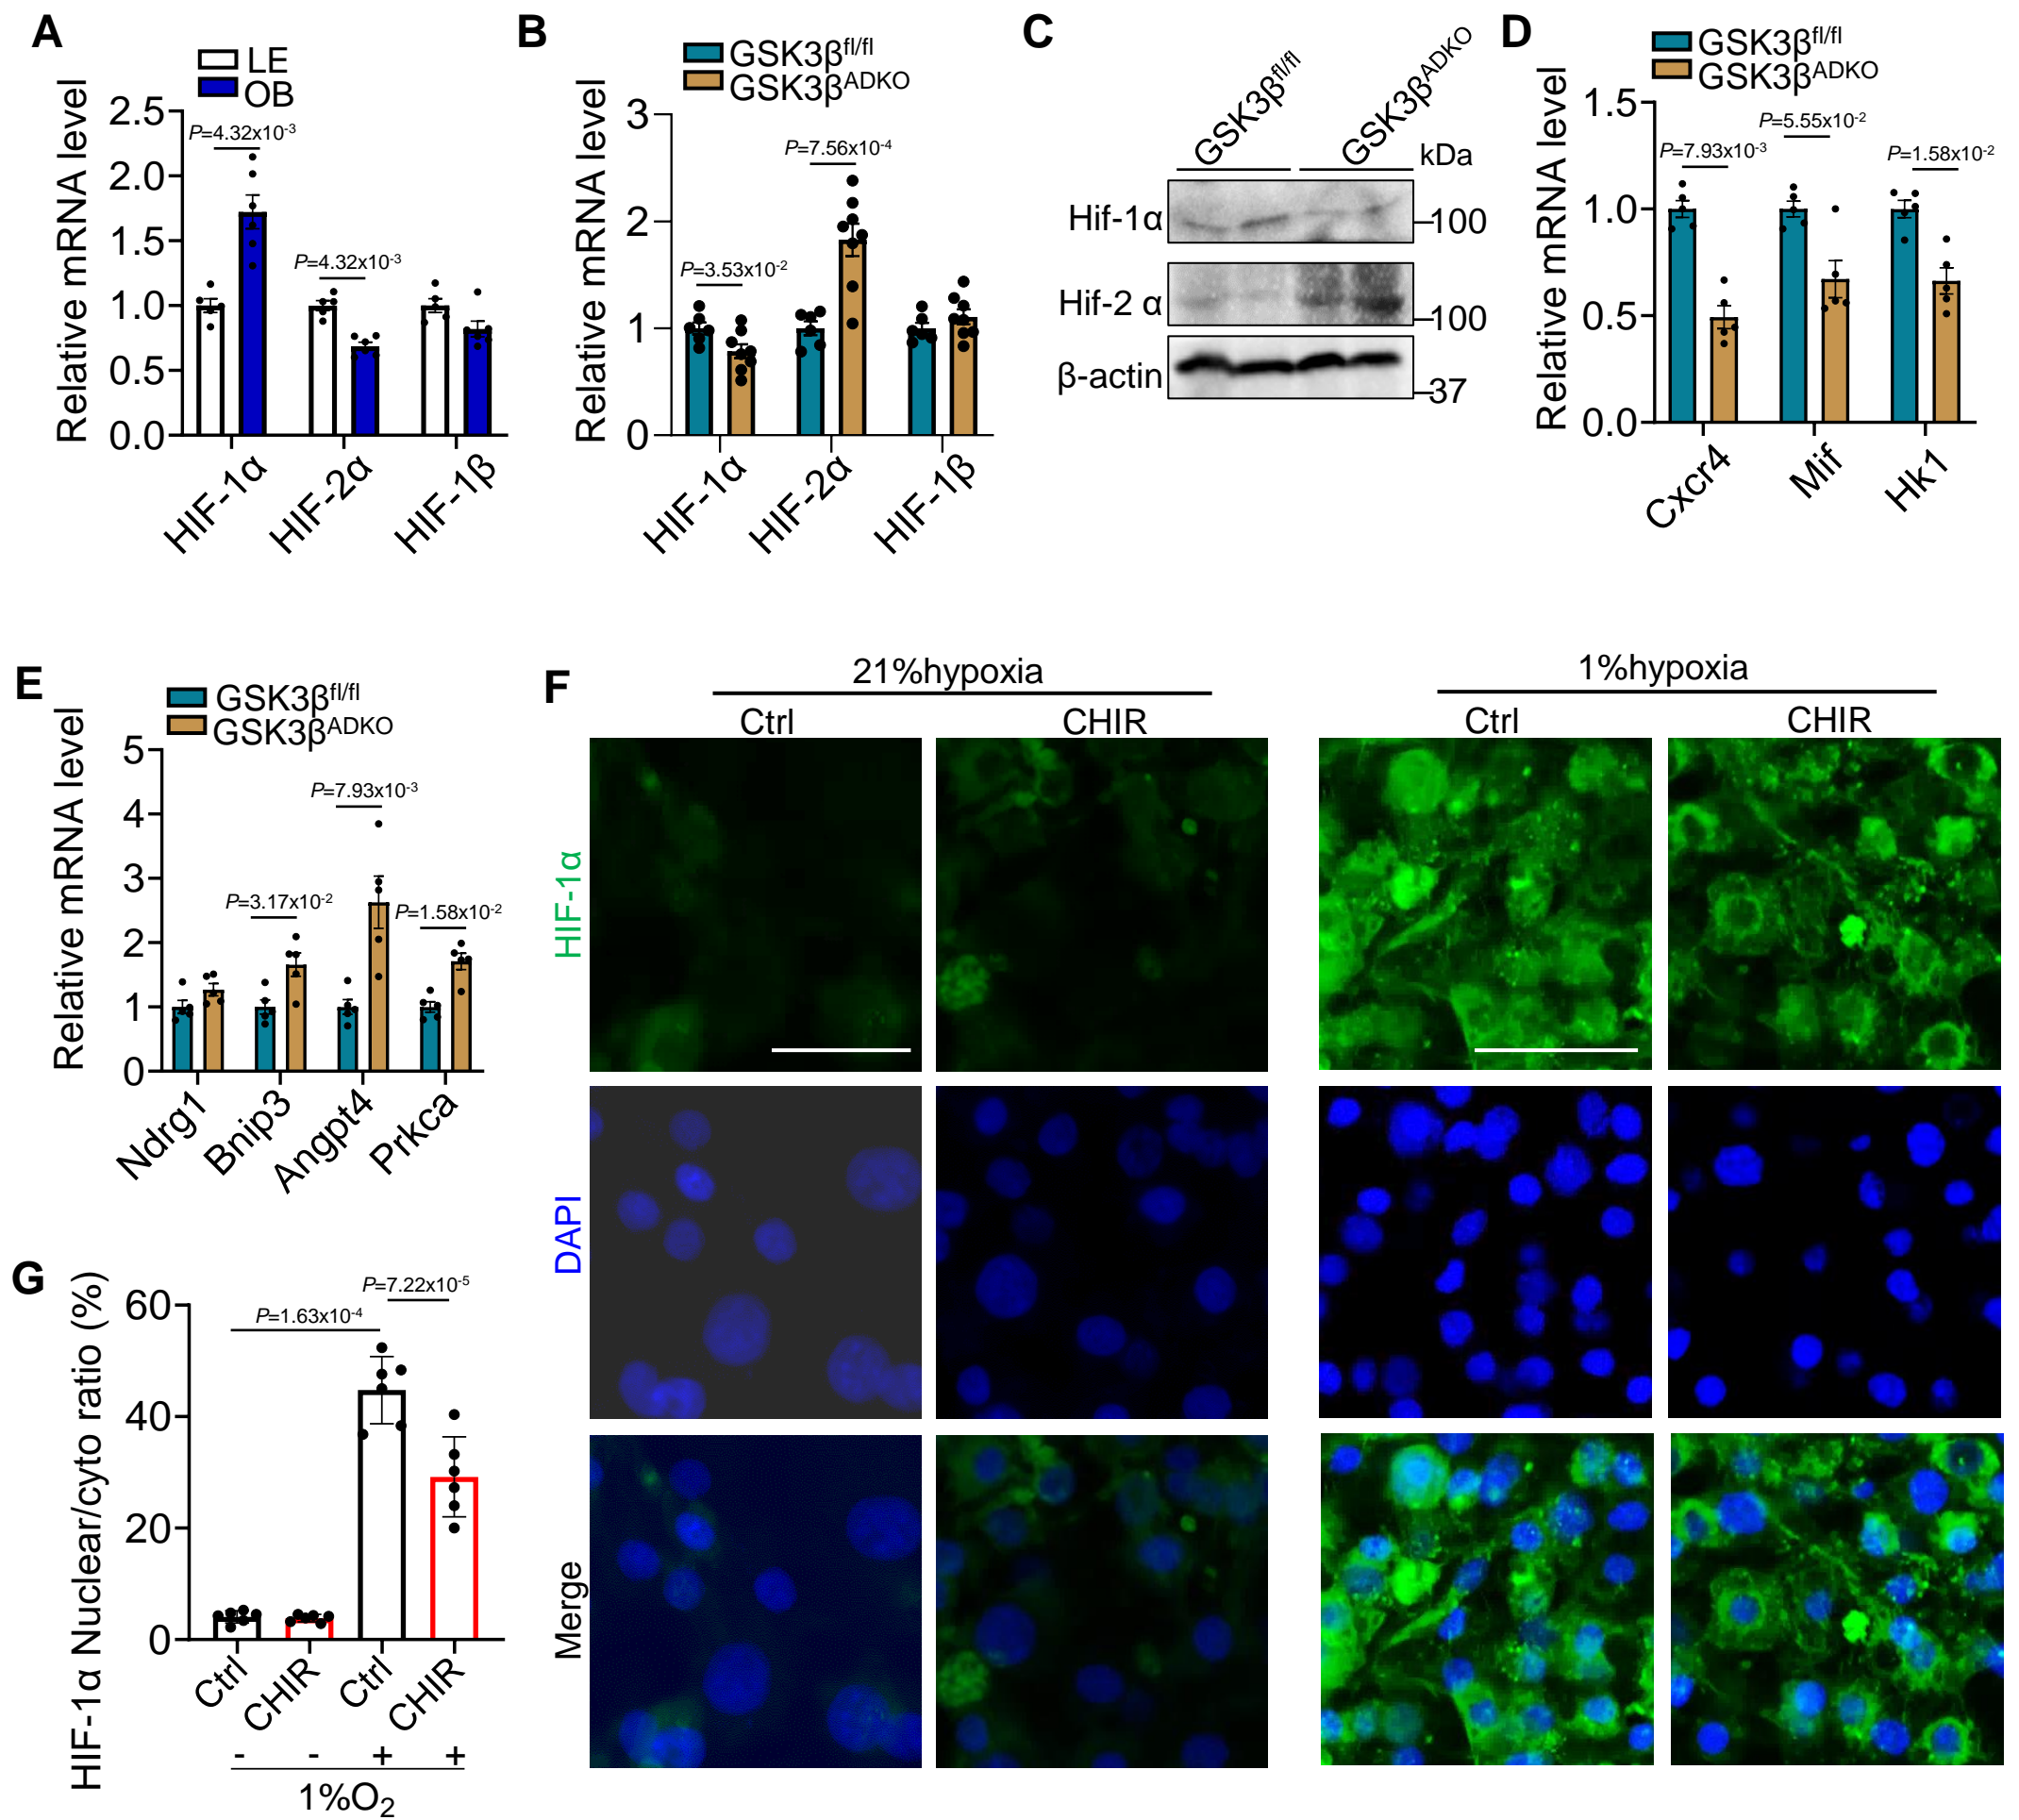 A
LE
OB
Relative mRNA level
2.5
2.0
1.5
1.0
0.5
0.0
P=4.32x10-3
P=4.32x10-3
HIF-1α
HIF-2α
HIF-1β
B
GSK3βfl/fl
GSK3βADKO
Relative mRNA level
3
2
1
0
P=3.53x10-2
P=7.56x10-4
HIF-1α
HIF-2α
HIF-1β
C
GSK3βfl/fl
GSK3βADKO
kDa
Hif-1α
100
Hif-2 α
100
β-actin
37
D
GSK3βfl/fl
GSK3βADKO
Relative mRNA level
1.5
1.0
0.5
0.0
P=7.93x10-3
P=5.55x10-2
P=1.58x10-2
Cxcr4
Mif
Hk1
E
GSK3βfl/fl
GSK3βADKO
Relative mRNA level
5
4
3
2
1
0
P=3.17x10-2
P=7.93x10-3
P=1.58x10-2
Ndrg1
Bnip3
Angpt4
Prkca
F
21%hypoxia
1%hypoxia
Ctrl
CHIR
Ctrl
CHIR
HIF-1α
DAPI
Merge
G
HIF-1α Nuclear/cyto ratio (%)
60
40
20
0
P=1.63x10-4
P=7.22x10-5
Ctrl
CHIR
Ctrl
CHIR
- - + +
1%O2